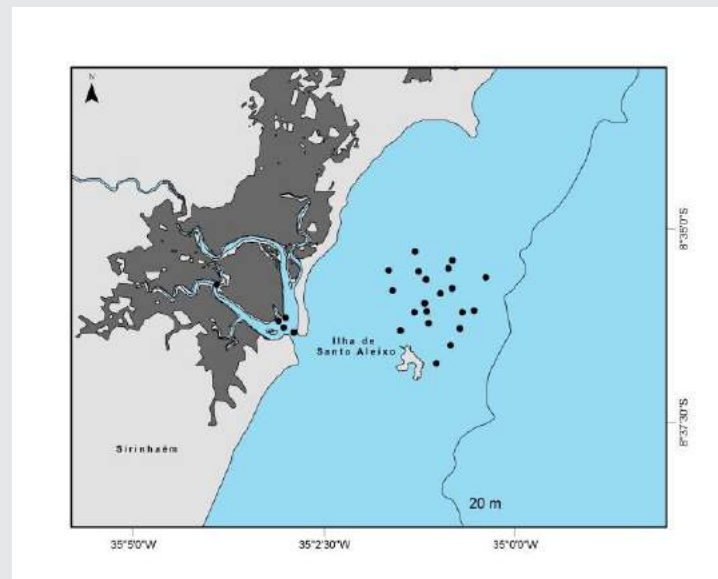 N
8°35'0"S
Ilha de
Santo Aleixo
8°37'30"S
Sirinhaém
20 m
35°5'0"W
35°2'30"W
35°0'0"W